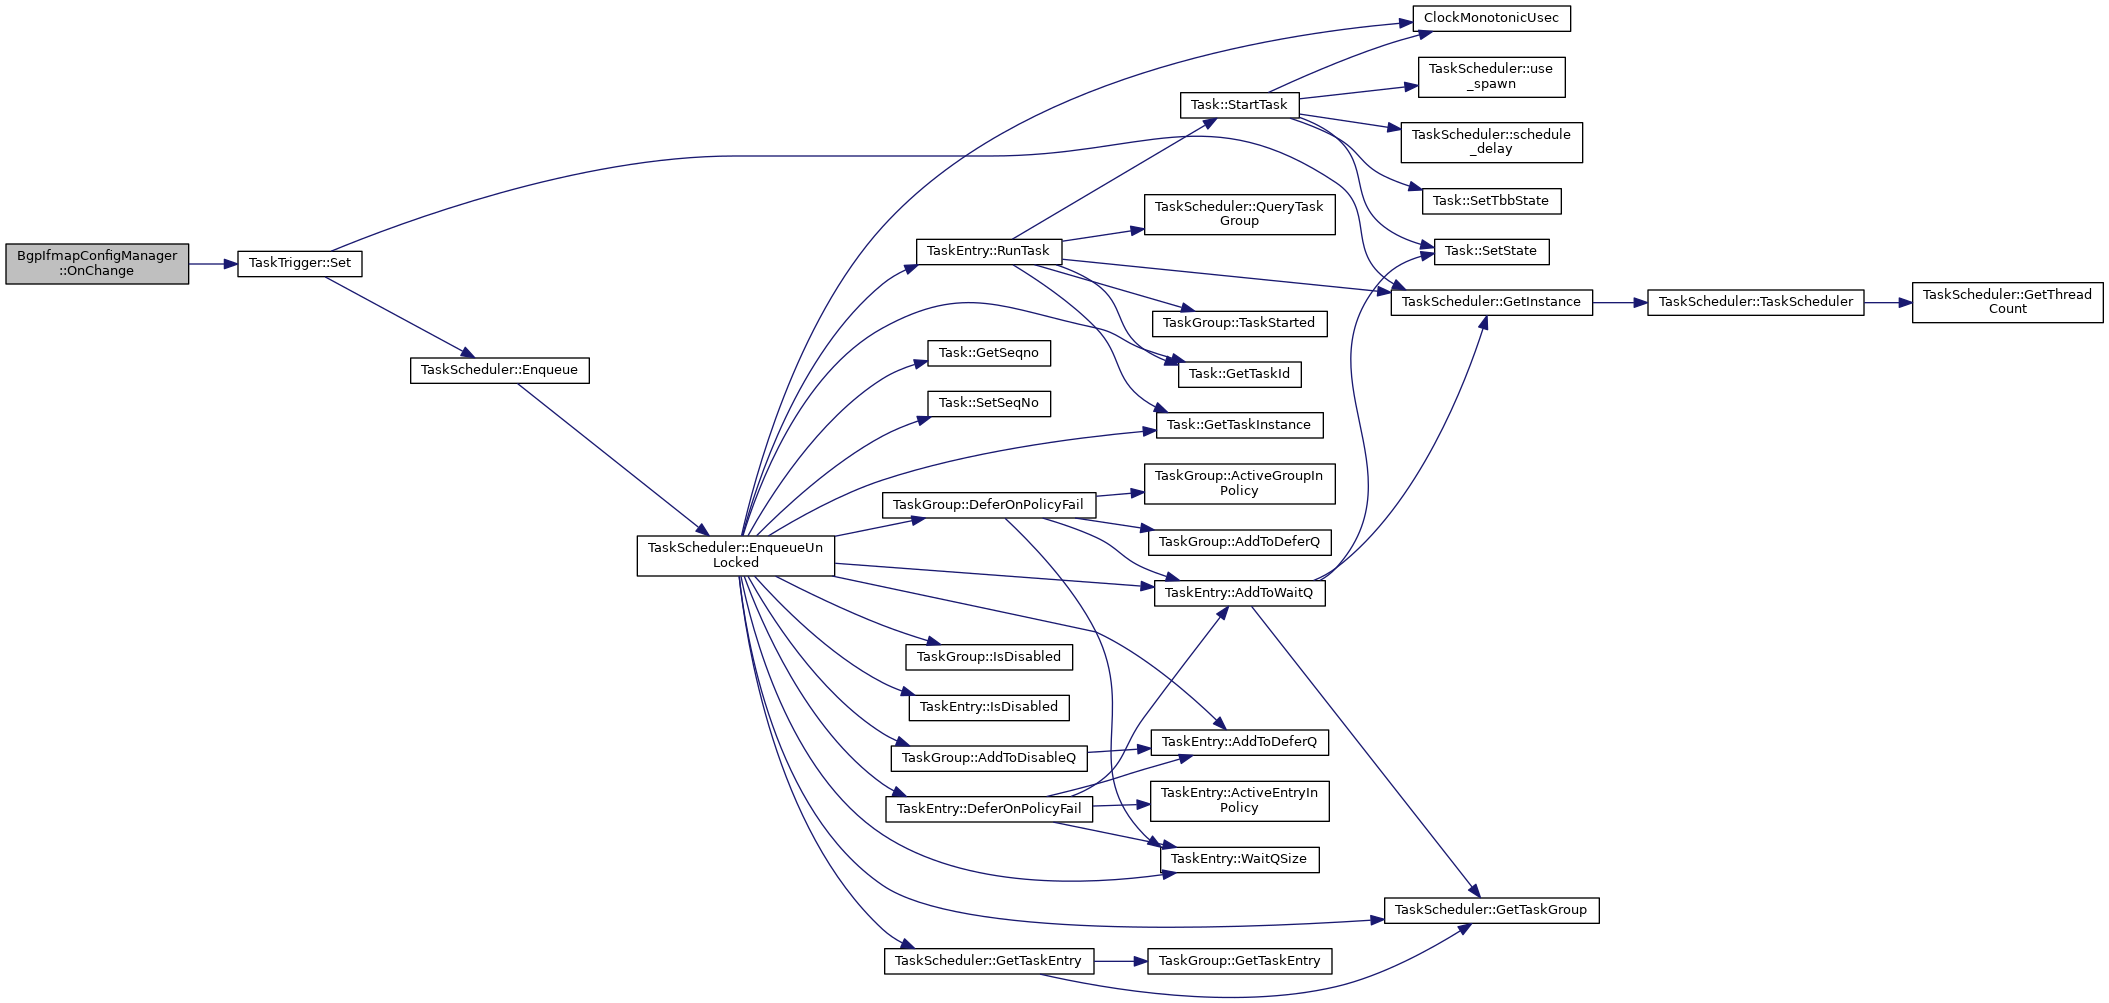 BgpIfmapConfigManager
::OnChange
TaskTrigger::Set
TaskScheduler::Enqueue
TaskScheduler::EnqueueUn
Locked
TaskEntry::RunTask
Task::GetSeqno
Task::SetSeqNo
TaskGroup::DeferOnPolicyFail
TaskGroup::IsDisabled
TaskEntry::IsDisabled
TaskGroup::AddToDisableQ
TaskEntry::DeferOnPolicyFail
TaskScheduler::GetTaskEntry
Task::StartTask
TaskScheduler::QueryTask
Group
TaskGroup::TaskStarted
Task::GetTaskId
Task::GetTaskInstance
TaskGroup::ActiveGroupIn
Policy
TaskGroup::AddToDeferQ
TaskEntry::AddToWaitQ
TaskEntry::AddToDeferQ
TaskEntry::ActiveEntryIn
Policy
TaskEntry::WaitQSize
TaskGroup::GetTaskEntry
ClockMonotonicUsec
TaskScheduler::use
_spawn
TaskScheduler::schedule
_delay
Task::SetTbbState
Task::SetState
TaskScheduler::GetInstance
TaskScheduler::GetTaskGroup
TaskScheduler::TaskScheduler
TaskScheduler::GetThread
Count